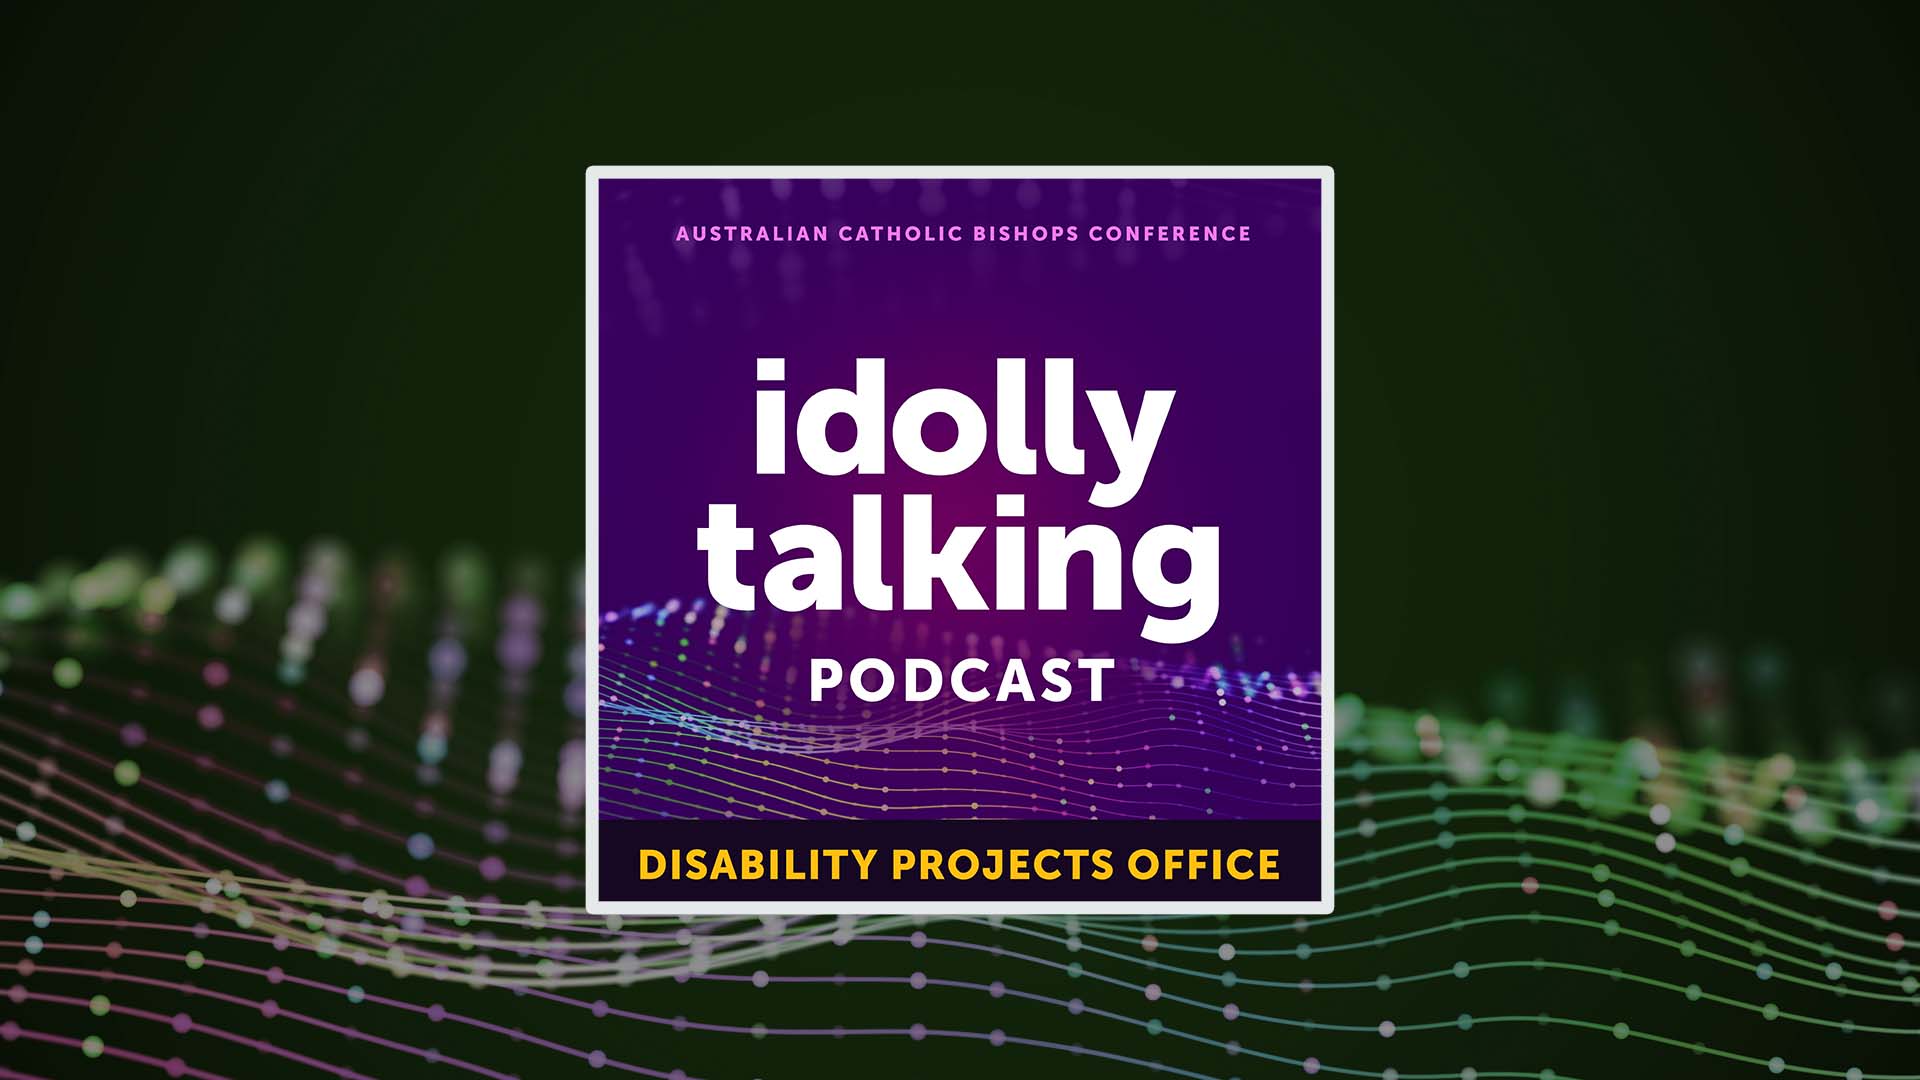 AUSTRALIAN CATHOLIC BISHOPS CONFERENCE
idolly
talking
PODCAST
DISABILITY PROJECTS OFFICE